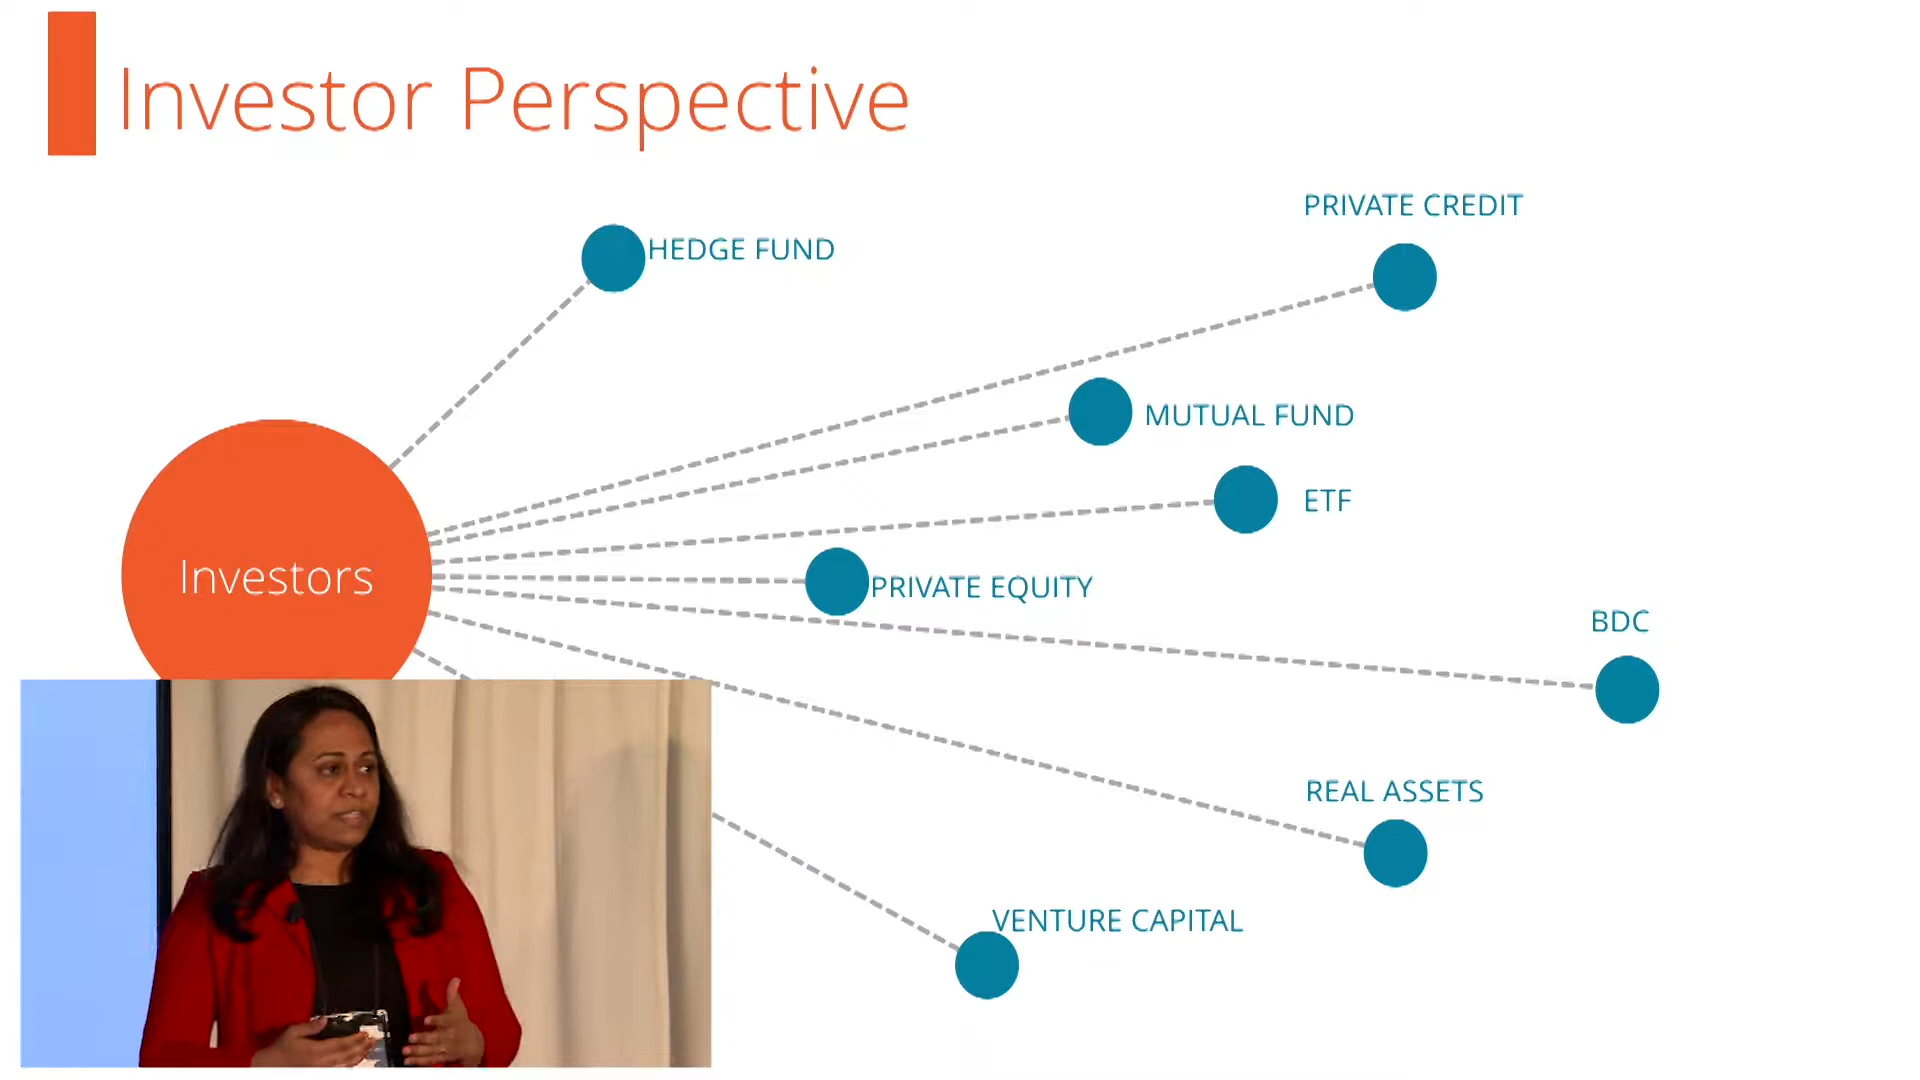 Investor Perspective
PRIVATE CREDIT
HEDGE FUND
MUTUAL FUND
ETF
Investors
PRIVATE EQUITY
BDC
REAL ASSETS
VENTURE CAPITAL